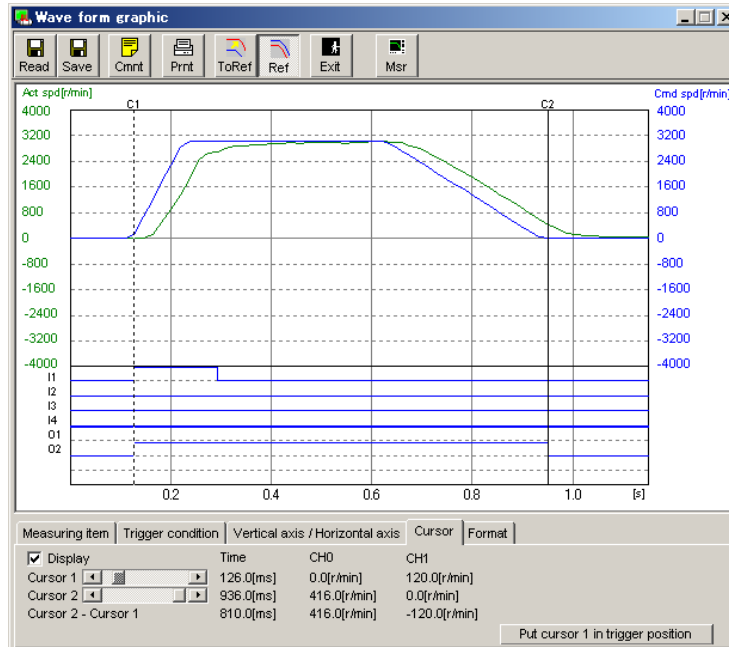 Wave form graphic
Read Save Cmnt Prnt ToRef Ref Exit Msr
Act spd[r/min] Cmd spd[r/min]
C1 C2
4000 4000
3200 3200
2400 2400
1600 1600
800 800
0 0
-800 -800
-1600 -1600
-2400 -2400
-3200 -3200
-4000 -4000
I1
I2
I3
I4
O1
O2
0.2 0.4 0.6 0.8 1.0 [s]
Measuring item Trigger condition Vertical axis / Horizontal axis Cursor Format
Display Time CH0 CH1
Cursor 1 126.0[ms] 0.0[r/min] 120.0[r/min]
Cursor 2 936.0[ms] 416.0[r/min] 0.0[r/min]
Cursor 2 - Cursor 1 810.0[ms] 416.0[r/min] -120.0[r/min]
Put cursor 1 in trigger position